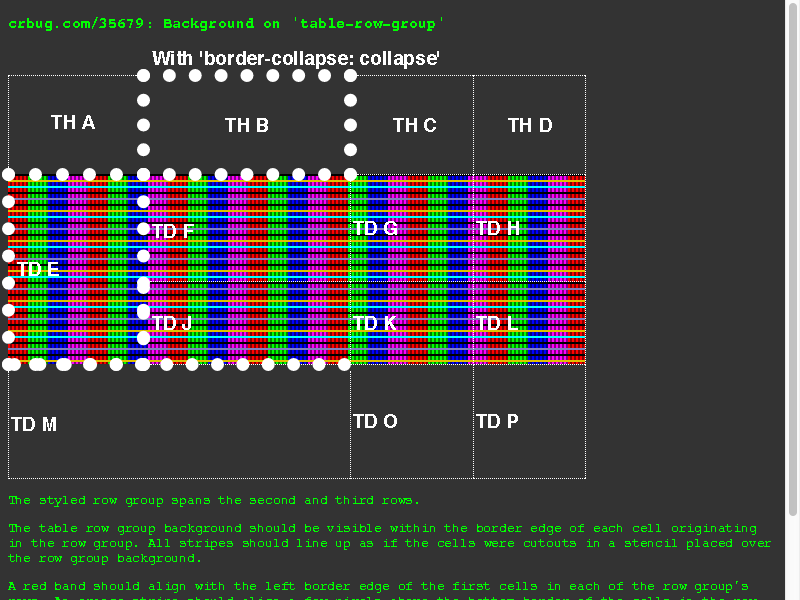 crbug.com/35679: Background on 'table-row-group'
With 'border-collapse: collapse'
TH A
TH B
TH C
TH D
TD F
TD G
TD H
TD E
TD J
TD K
TD L
TD M
TD O
TD P
The styled row group spans the second and third rows.
The table row group background should be visible within the border edge of each cell originating
in the row group. All stripes should line up as if the cells were cutouts in a stencil placed over
the row group background.
A red band should align with the left border edge of the first cells in each of the row group's